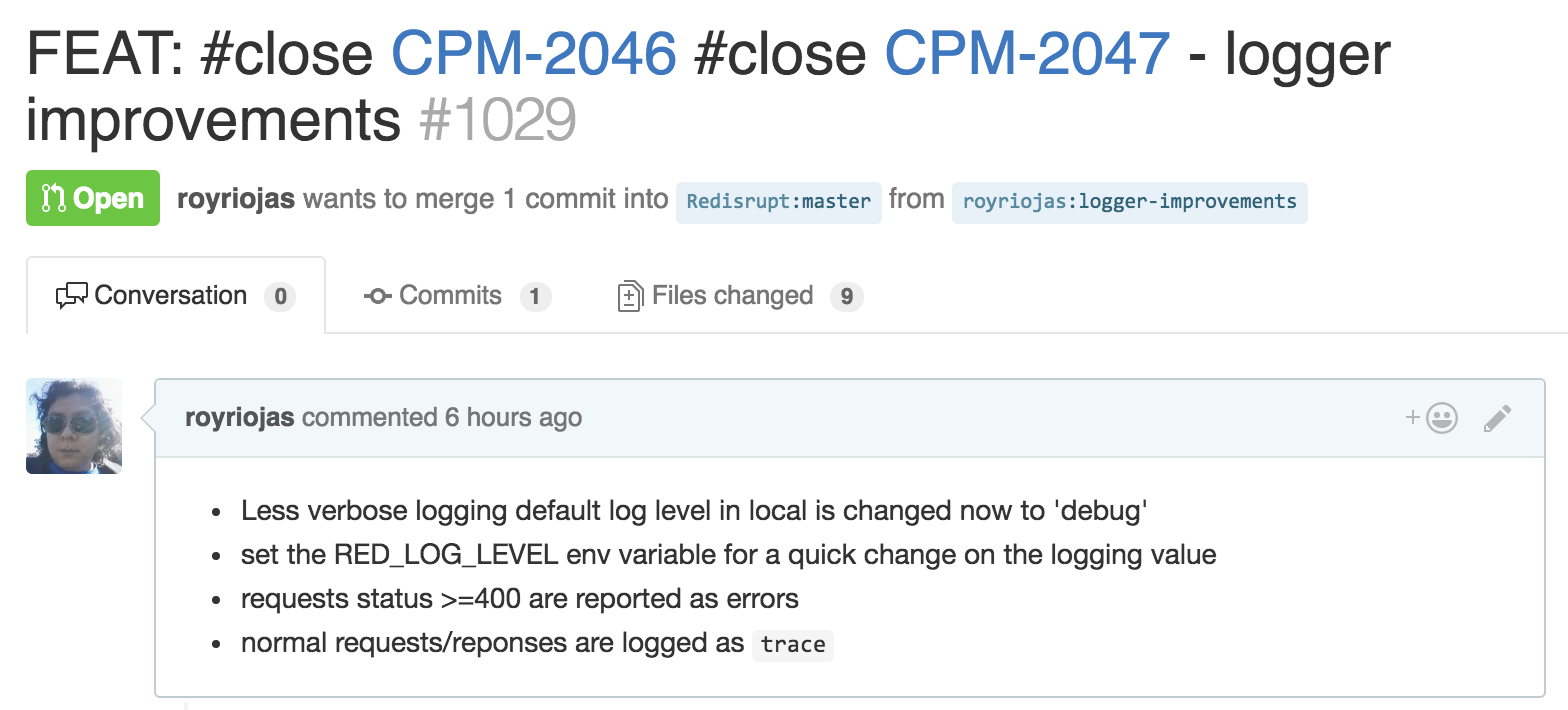 FEAT: #close CPM-2046 #close CPM-2047 - logger
improvements #1029
Open royriojas wants to merge 1 commit into Redisrupt:master from royriojas:logger-improvements
Conversation 0 Commits 1 Files changed 9
royriojas commented 6 hours ago
• Less verbose logging default log level in local is changed now to 'debug'
• set the RED_LOG_LEVEL env variable for a quick change on the logging value
• requests status >=400 are reported as errors
• normal requests/reponses are logged as trace